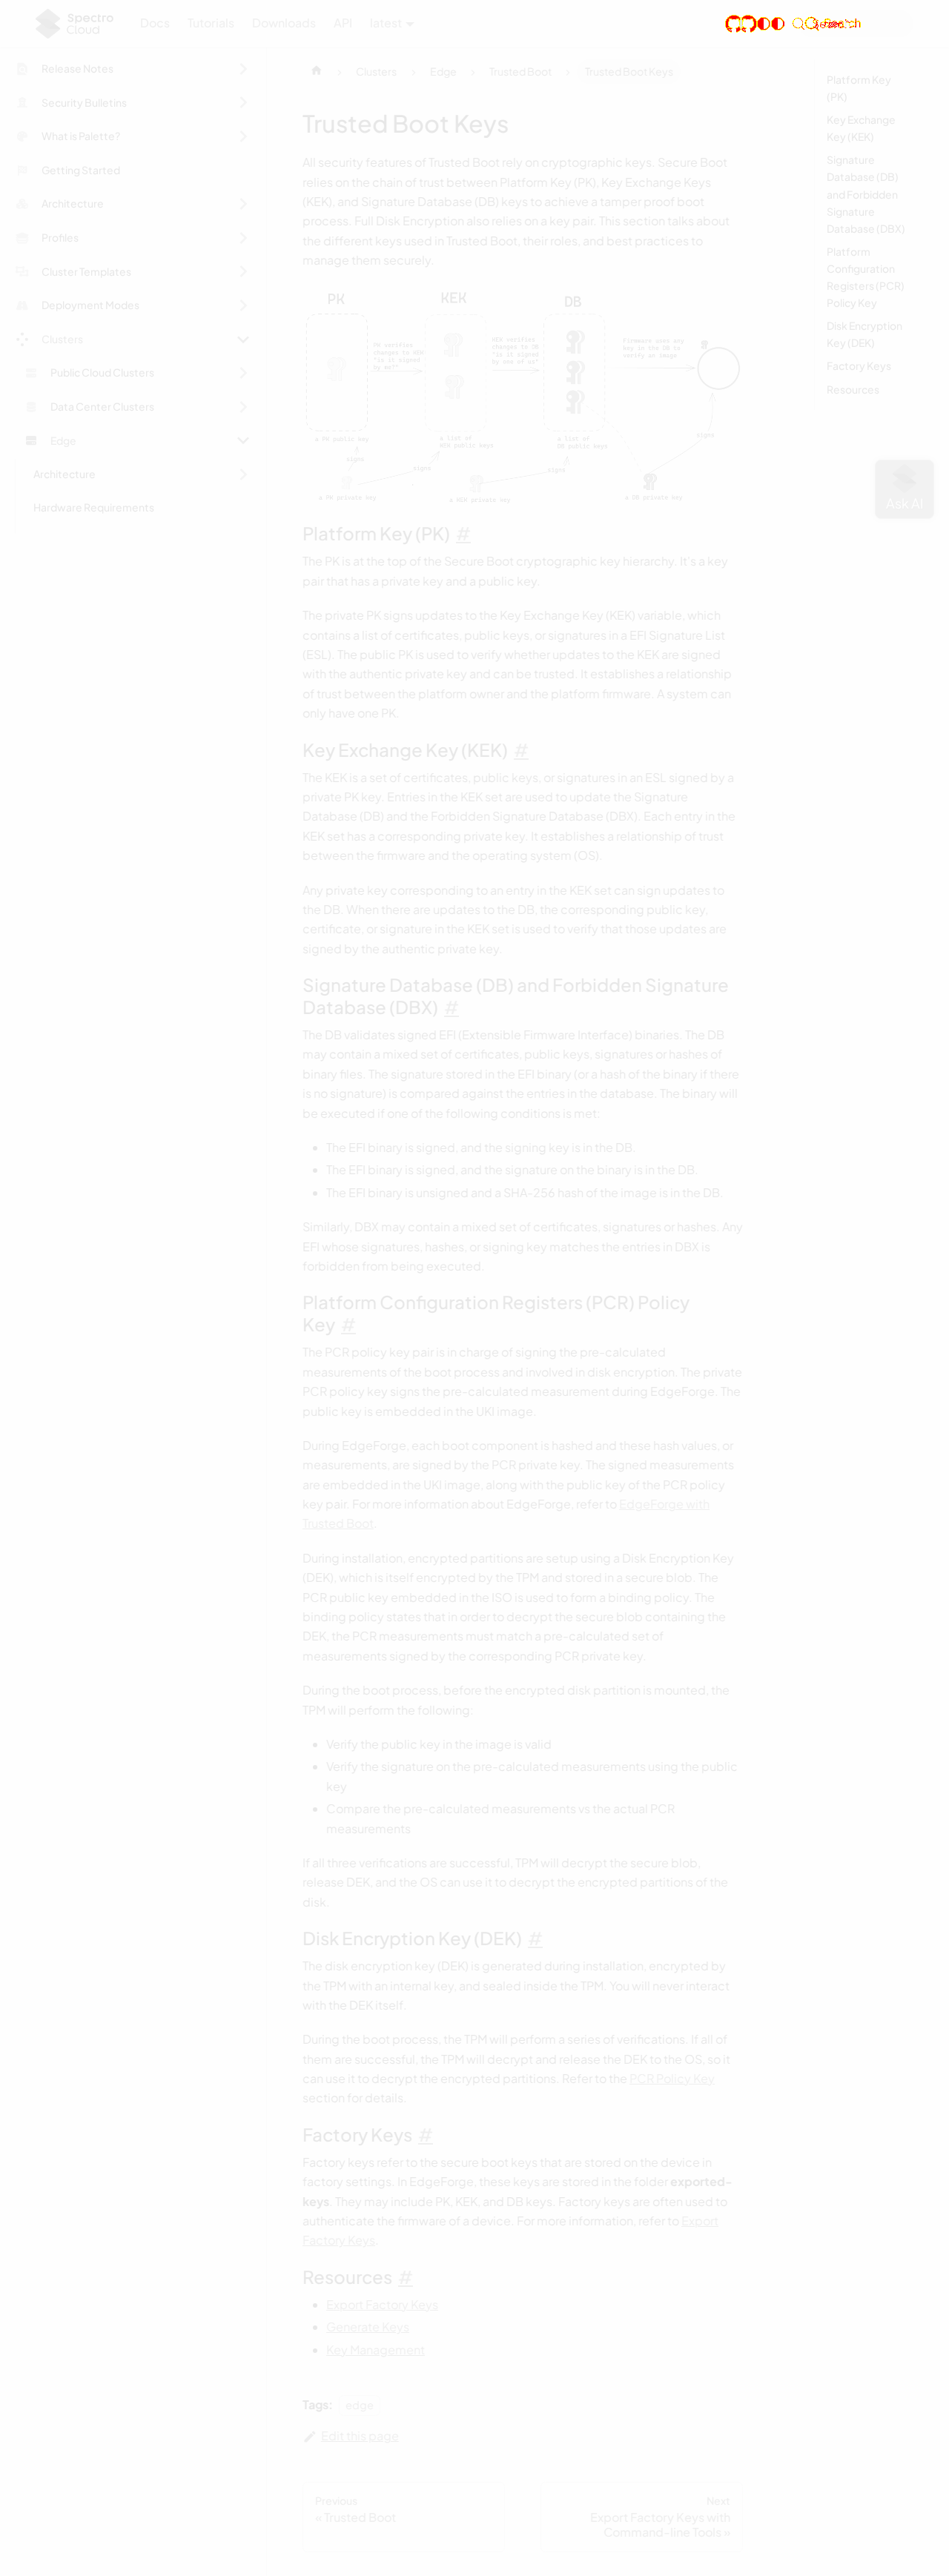 Spectro
Cloud
Docs
Tutorials
Downloads
API
latest
Release Notes
Security Bulletins
What is Palette?
Getting Started
Architecture
Profiles
Cluster Templates
Deployment Modes
Clusters
Public Cloud Clusters
Data Center Clusters
Edge
Architecture
Hardware Requirements
Clusters
Edge
Trusted Boot
Trusted Boot Keys
Trusted Boot Keys
All security features of Trusted Boot rely on cryptographic keys. Secure Boot
relies on the chain of trust between Platform Key (PK), Key Exchange Keys
(KEK), and Signature Database (DB) keys to achieve a tamper proof boot
process. Full Disk Encryption also relies on a key pair. This section talks about
the different keys used in Trusted Boot, their roles, and best practices to
manage them securely.
PK
KEK
DB
PK verifies
changes to KEK
"is it signed
by me?"
KEK verifies
changes to DB
"is it signed
by one of us"
Firmware uses any
key in the DB to
verify an image
a PK public key
a list of
KEK public keys
a list of
DB public keys
signs
signs
signs
signs
a PK private key
a KEK private key
a DB private key
Platform Key (PK) #
The PK is at the top of the Secure Boot cryptographic key hierarchy. It's a key
pair that has a private key and a public key.
The private PK signs updates to the Key Exchange Key (KEK) variable, which
contains a list of certificates, public keys, or signatures in a EFI Signature List
(ESL). The public PK is used to verify whether updates to the KEK are signed
with the authentic private key and can be trusted. It establishes a relationship
of trust between the platform owner and the platform firmware. A system can
only have one PK.
Key Exchange Key (KEK) #
The KEK is a set of certificates, public keys, or signatures in an ESL signed by a
private PK key. Entries in the KEK set are used to update the Signature
Database (DB) and the Forbidden Signature Database (DBX). Each entry in the
KEK set has a corresponding private key. It establishes a relationship of trust
between the firmware and the operating system (OS).
Any private key corresponding to an entry in the KEK set can sign updates to
the DB. When there are updates to the DB, the corresponding public key,
certificate, or signature in the KEK set is used to verify that those updates are
signed by the authentic private key.
Signature Database (DB) and Forbidden Signature
Database (DBX) #
The DB validates signed EFI (Extensible Firmware Interface) binaries. The DB
may contain a mixed set of certificates, public keys, signatures or hashes of
binary files. The signature stored in the EFI binary (or a hash of the binary if there
is no signature) is compared against the entries in the database. The binary will
be executed if one of the following conditions is met:
The EFI binary is signed, and the signing key is in the DB.
The EFI binary is signed, and the signature on the binary is in the DB.
The EFI binary is unsigned and a SHA-256 hash of the image is in the DB.
Similarly, DBX may contain a mixed set of certificates, signatures or hashes. Any
EFI whose signatures, hashes, or signing key matches the entries in DBX is
forbidden from being executed.
Platform Configuration Registers (PCR) Policy
Key #
The PCR policy key pair is in charge of signing the pre-calculated
measurements of the boot process and involved in disk encryption. The private
PCR policy key signs the pre-calculated measurement during EdgeForge. The
public key is embedded in the UKI image.
During EdgeForge, each boot component is hashed and these hash values, or
measurements, are signed by the PCR private key. The signed measurements
are embedded in the UKI image, along with the public key of the PCR policy
key pair. For more information about EdgeForge, refer to EdgeForge with
Trusted Boot.
During installation, encrypted partitions are setup using a Disk Encryption Key
(DEK), which is itself encrypted by the TPM and stored in a secure blob. The
PCR public key embedded in the ISO is used to form a binding policy. The
binding policy states that in order to decrypt the secure blob containing the
DEK, the PCR measurements must match a pre-calculated set of
measurements signed by the corresponding PCR private key.
During the boot process, before the encrypted disk partition is mounted, the
TPM will perform the following:
Verify the public key in the image is valid
Verify the signature on the pre-calculated measurements using the public
key
Compare the pre-calculated measurements vs the actual PCR
measurements
If all three verifications are successful, TPM will decrypt the secure blob,
release DEK, and the OS can use it to decrypt the encrypted partitions of the
disk.
Disk Encryption Key (DEK) #
The disk encryption key (DEK) is generated during installation, encrypted by
the TPM with an internal key, and sealed inside the TPM. You will never interact
with the DEK itself.
During the boot process, the TPM will perform a series of verifications. If all of
them are successful, the TPM will decrypt and release the DEK to the OS, so it
can use it to decrypt the encrypted partitions. Refer to the PCR Policy Key
section for details.
Factory Keys #
Factory keys refer to the secure boot keys that are stored on the device in
factory settings. In EdgeForge, these keys are stored in the folder exported-
keys. They may include PK, KEK, and DB keys. Factory keys are often used to
authenticate the firmware of a device. For more information, refer to Export
Factory Keys.
Resources #
Export Factory Keys
Generate Keys
Key Management
Tags: edge
Edit this page
Previous
« Trusted Boot
Next
Export Factory Keys with
Command-line Tools »
Platform Key
(PK)
Key Exchange
Key (KEK)
Signature
Database (DB)
and Forbidden
Signature
Database (DBX)
Platform
Configuration
Registers (PCR)
Policy Key
Disk Encryption
Key (DEK)
Factory Keys
Resources
Ask AI